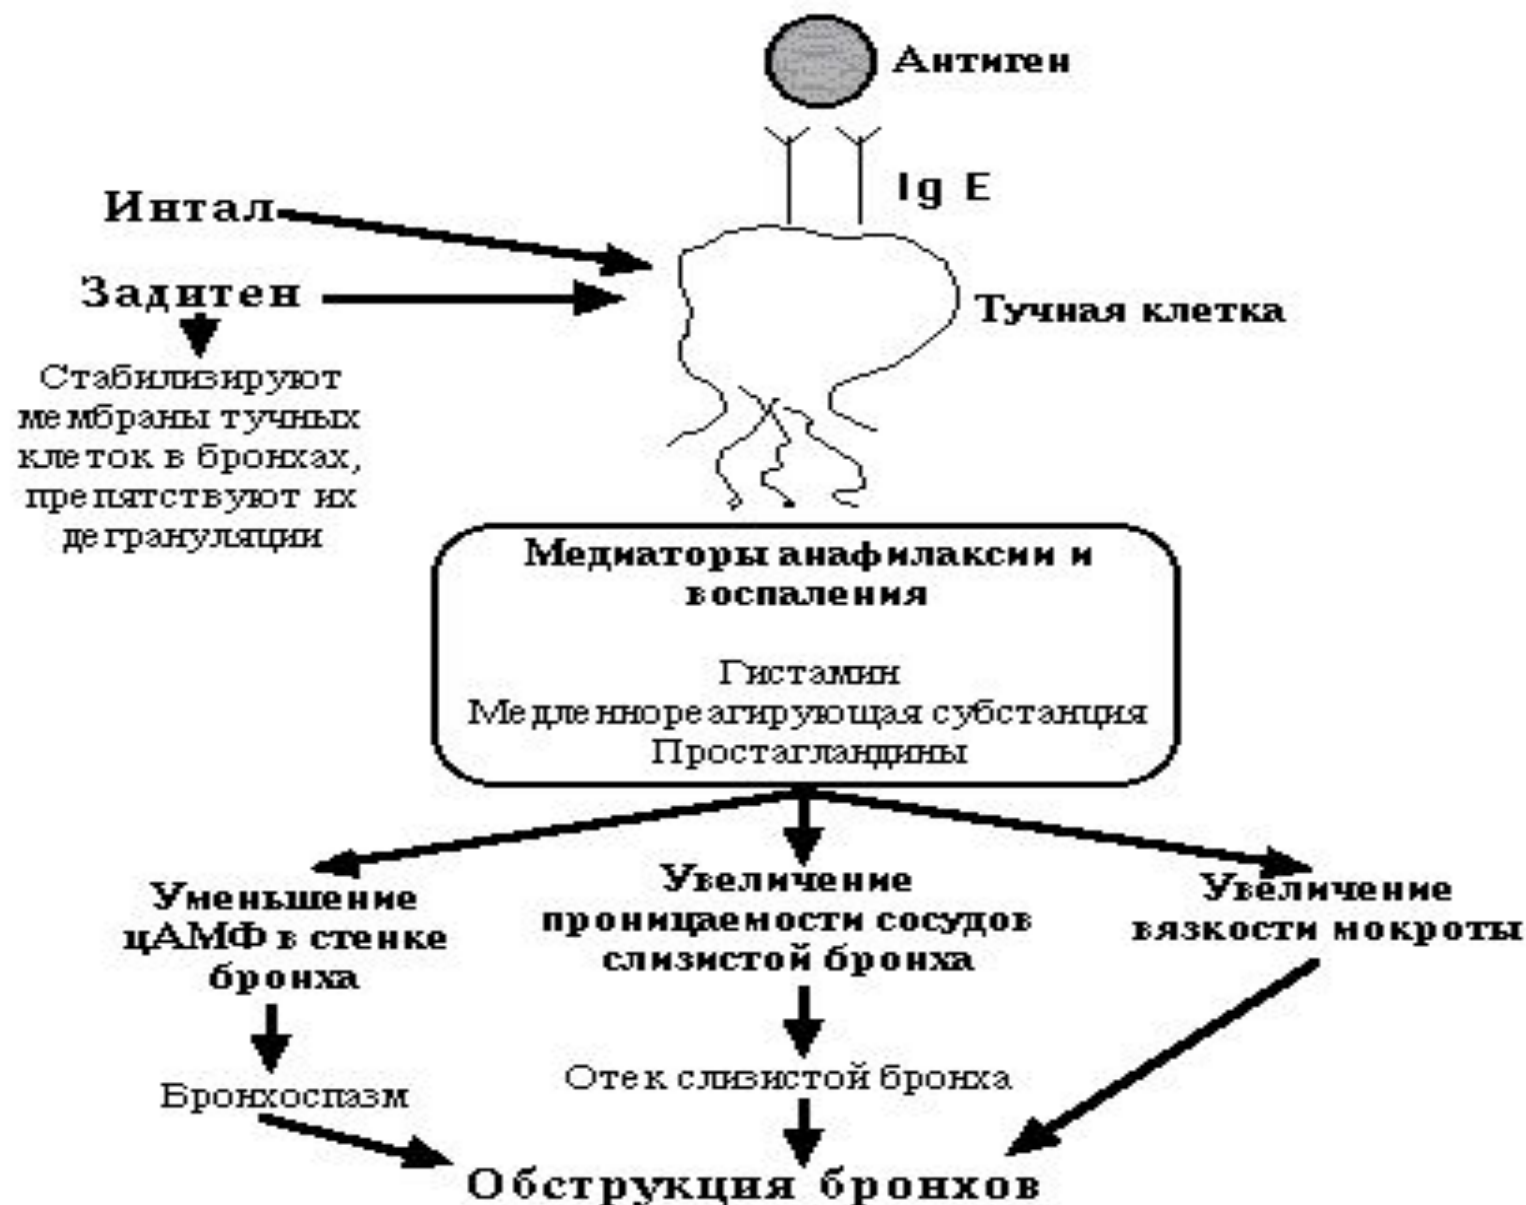 Антиген
Ig E
Интал
Задитен
Тучная клетка
Стабилизируют
мембраны тучных
клеток в бронхах,
препятствуют их
дегрануляции
Медиаторы анафилаксии и
воспаления
Гистамин
Медленнореагирующая субстанция
Простагландины
Уменьшение
цАМФ в стенке
бронха
Увеличение
проницаемости сосудов
слизистой бронха
Увеличение
вязкости мокроты
Бронхоспазм
Отек слизистой бронха
Обструкция бронхов